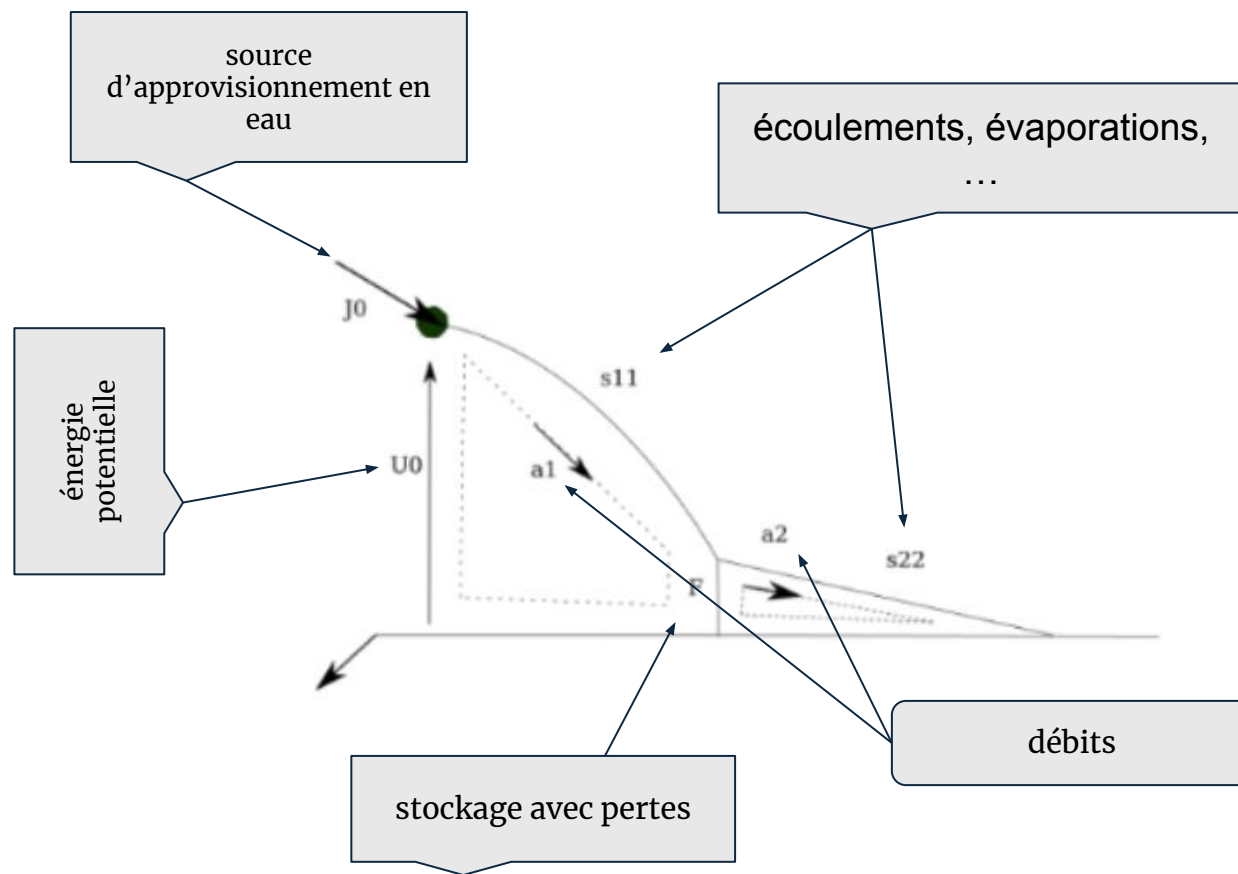 source
d’approvisionnement en
eau
écoulements, évaporations,
…
J0
énergie
potentielle
s11
U0
a1
a2
s22
F
débits
stockage avec pertes